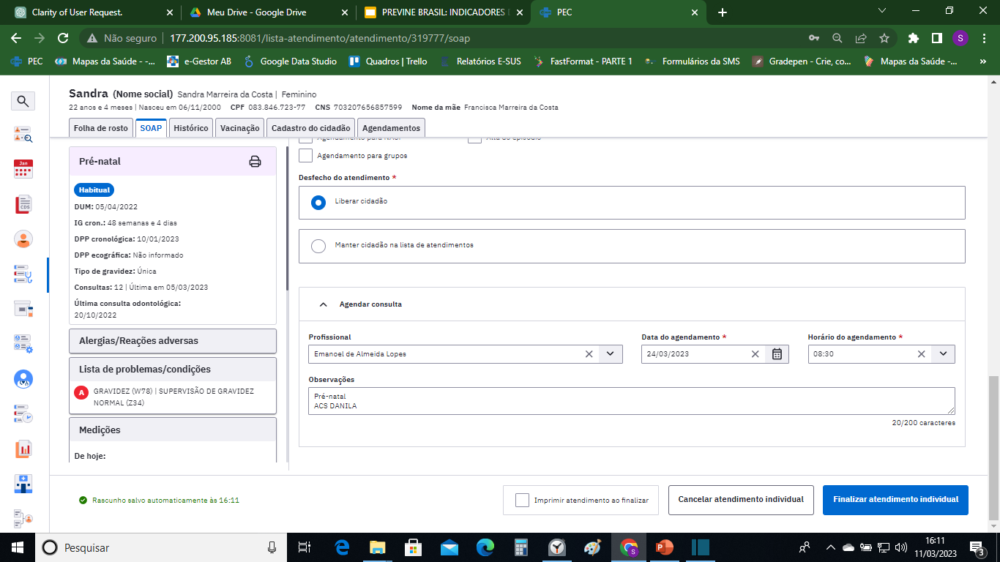 Clarity of User Request.
Meu Drive - Google Drive
PREVINE BRASIL: INDICADORES
PEC
Não seguro | 177.200.95.185:8081/lista-atendimento/atendimento/319777/soap
S
PEC
Mapas da Saúde - -...
e-Gestor AB
Google Data Studio
Quadros | Trello
Relatórios E-SUS
FastFormat - PARTE 1
Formulários da SMS
Gradepen - Crie, co...
Mapas da Saúde -...
»
Sandra (Nome social) Sandra Marreira da Costa | Feminino
22 anos e 4 meses | Nasceu em 06/11/2000 CPF 083.846.723-77 CNS 703207656857599 Nome da mãe Francisca Marreira da Costa
Folha de rosto
SOAP
Histórico
Vacinação
Cadastro do cidadão
Agendamentos
Jan
CDS
Pré-natal
Habitual
DUM: 05/04/2022
IG cron.: 48 semanas e 4 dias
DPP cronológica: 10/01/2023
DPP ecográfica: Não informado
Tipo de gravidez: Única
Consultas: 12 | Última em 05/03/2023
Última consulta odontológica:
20/10/2022
Alergias/Reações adversas
Lista de problemas/condições
A
GRAVIDEZ (W78) | SUPERVISÃO DE GRAVIDEZ
NORMAL (Z34)
Medições
De hoje:
Agendamento para NASF
Alta do episódio
Agendamento para grupos
Desfecho do atendimento *
Liberar cidadão
Manter cidadão na lista de atendimentos
Agendar consulta
Profissional
Emanoel de Almeida Lopes
Data do agendamento *
24/03/2023
Horário do agendamento *
08:30
Observações
Pré-natal
ACS DANILA
20/200 caracteres
Rascunho salvo automaticamente às 16:11
Imprimir atendimento ao finalizar
Cancelar atendimento individual
Finalizar atendimento individual
Pesquisar
16:11
11/03/2023
3